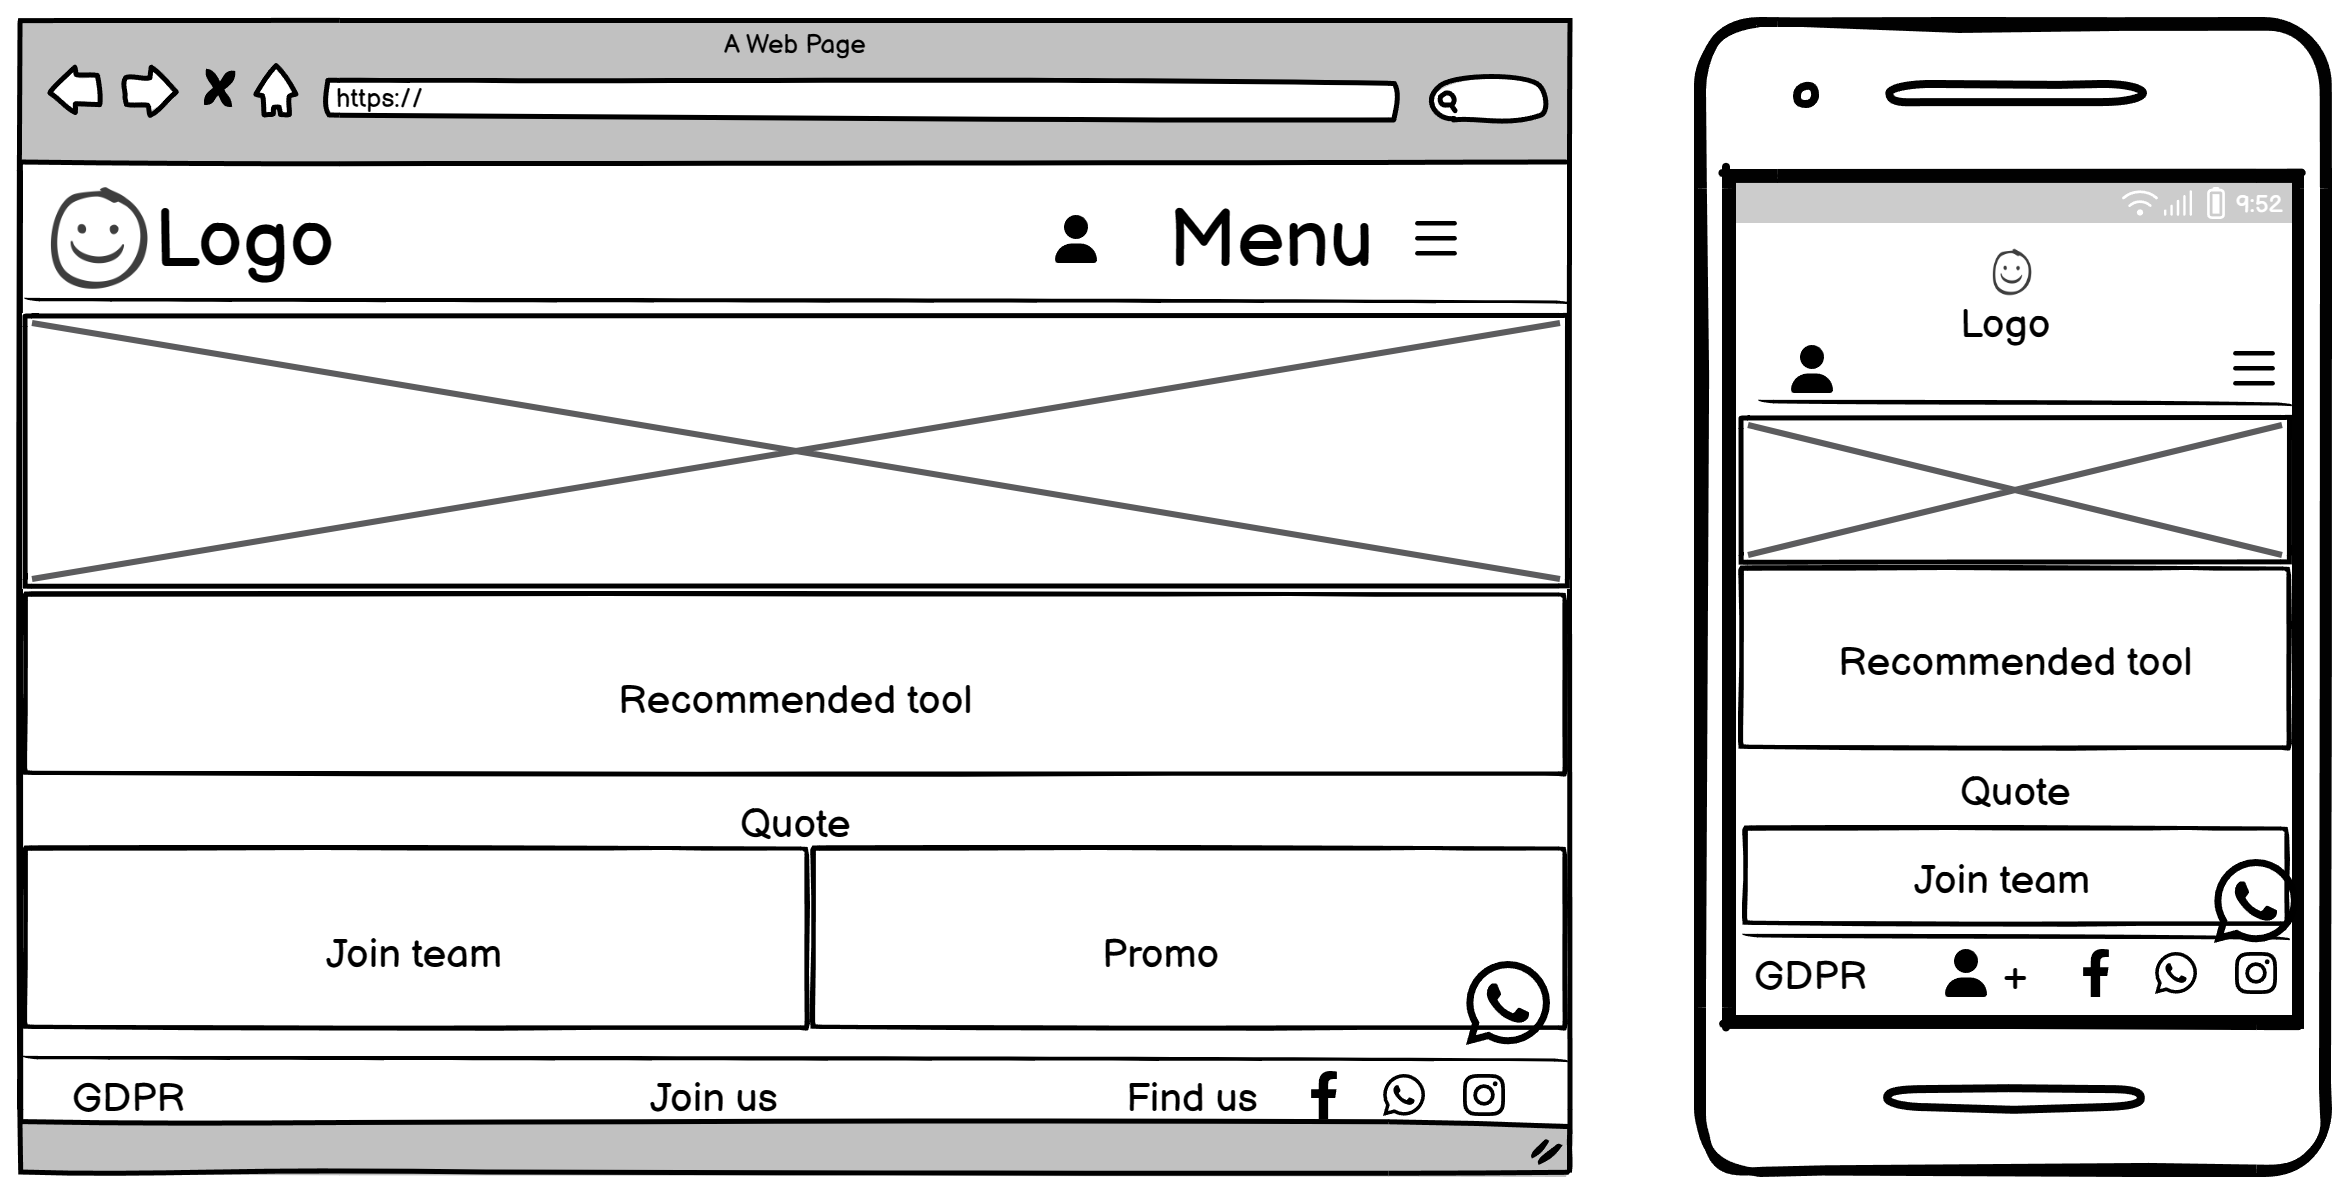 A Web Page
https://
Logo
Menu
Recommended tool
Quote
Join team
Promo
GDPR
Join us
Find us
9:52
Logo
Recommended tool
Quote
Join team
GDPR
+